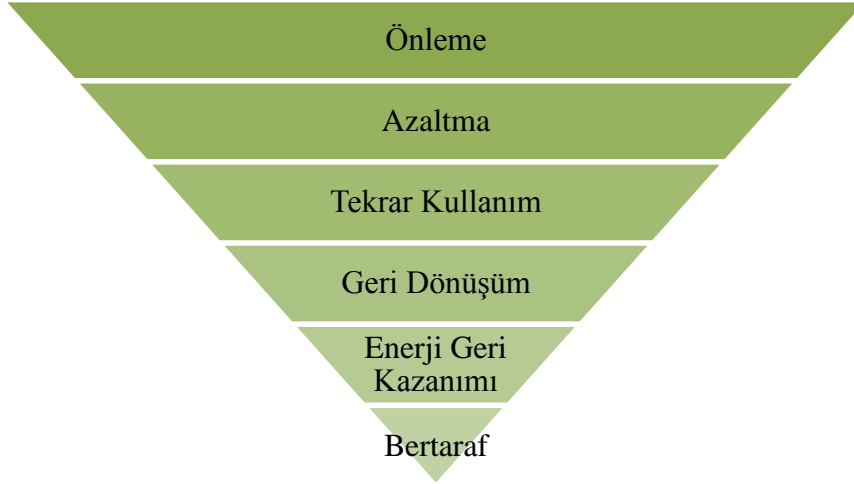 Önleme
Azaltma
Tekrar Kullanım
Geri Dönüşüm
Enerji Geri
Kazanımı
Bertaraf